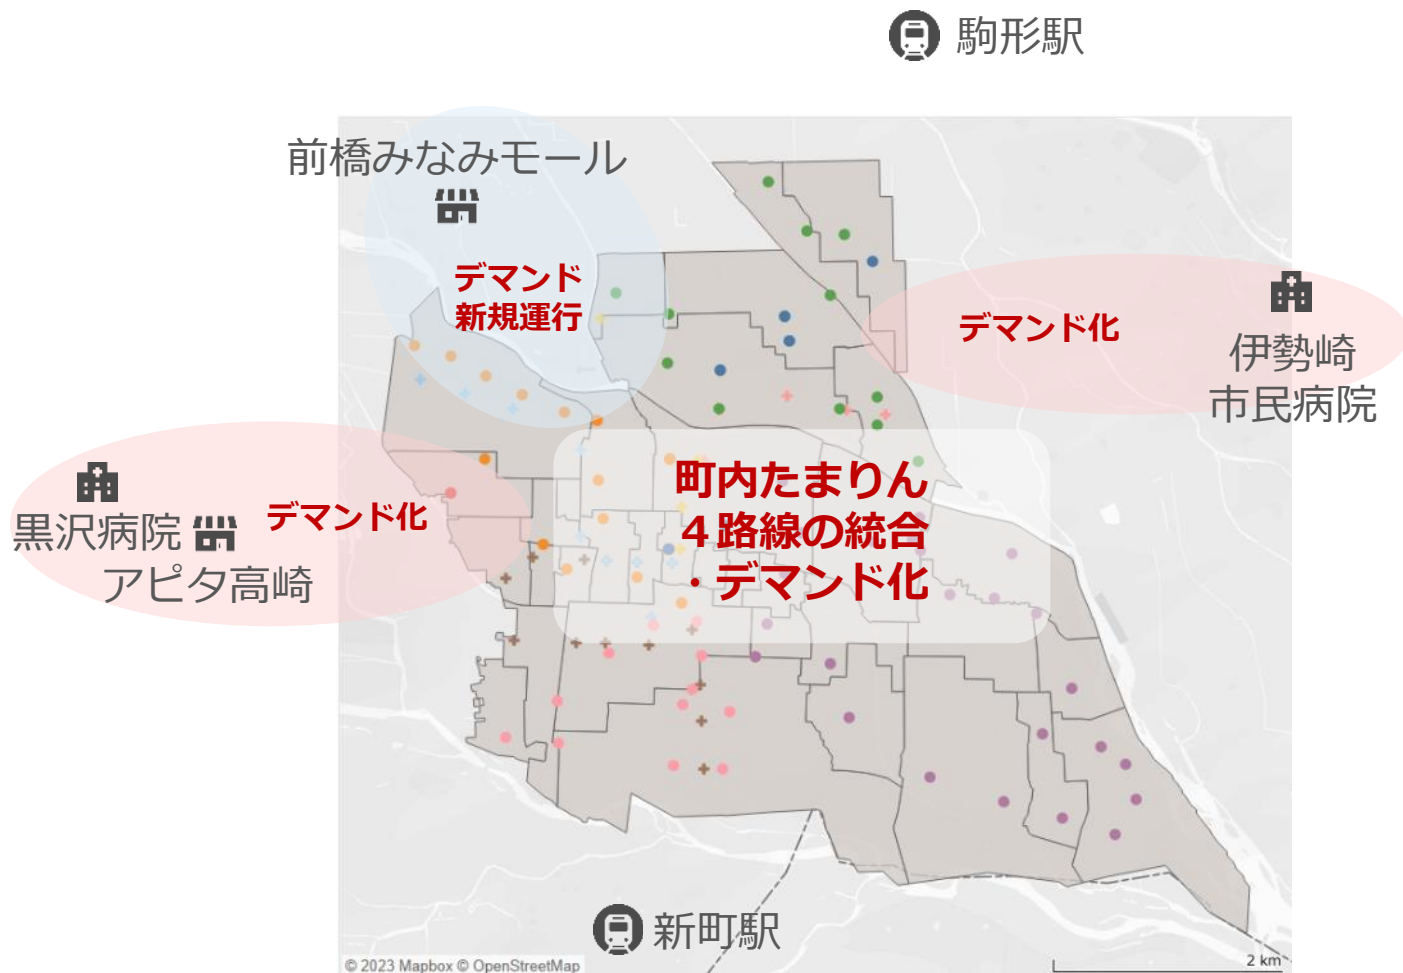 駒形駅
前橋みなみモール
デマンド
新規運行
デマンド化
伊勢崎
市民病院
町内たまりん
４路線の統合
・デマンド化
黒沢病院
デマンド化
アピタ高崎
新町駅
© 2023 Mapbox © OpenStreetMap
2 km